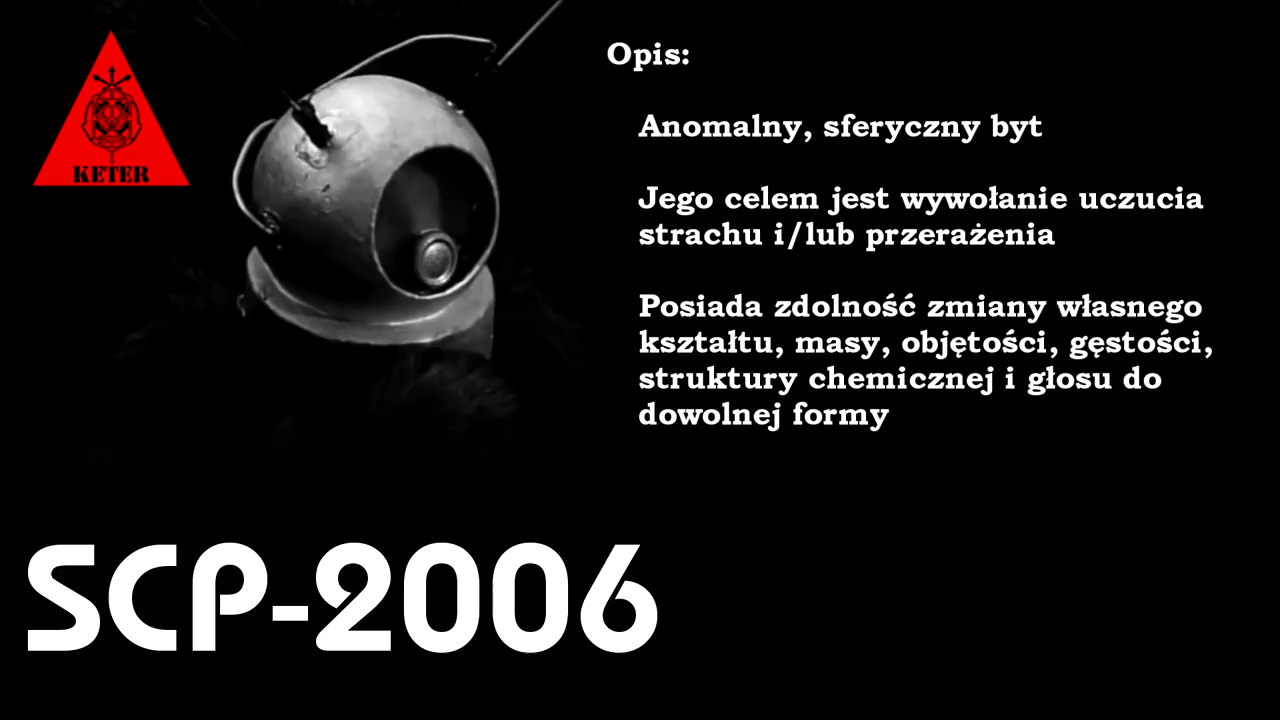 KETER
Opis:
Anomalny, sferyczny byt
Jego celem jest wywołanie uczucia
strachu i/lub przerażenia
Posiada zdolność zmiany własnego
kształtu, masy, objętości, gęstości,
struktury chemicznej i głosu do
dowolnej formy
SCP-2006